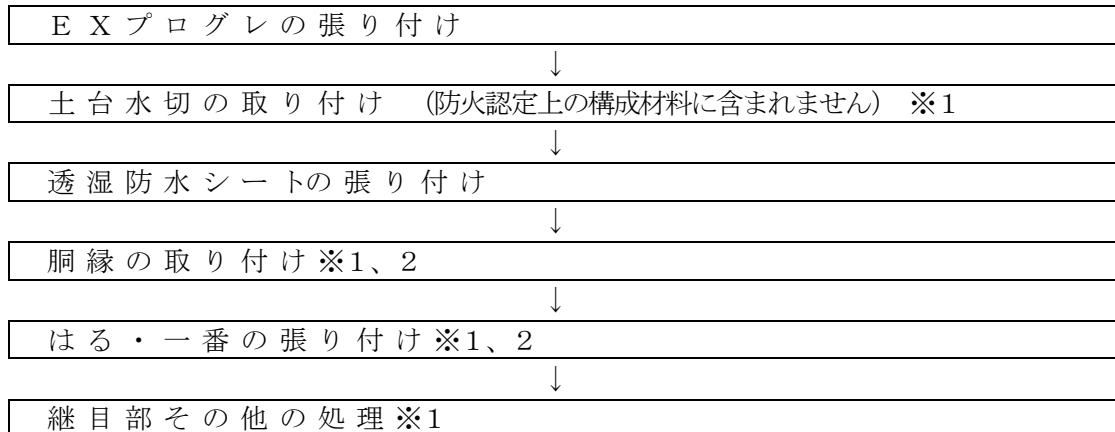 ＥＸプログレの張り付け
↓
土台水切の取り付け （防火認定上の構成材料に含まれません） ※１
↓
透湿防水シートの張り付け
↓
胴縁の取り付け※１、２
↓
はる・一番の張り付け※１、２
↓
継目部その他の処理※１